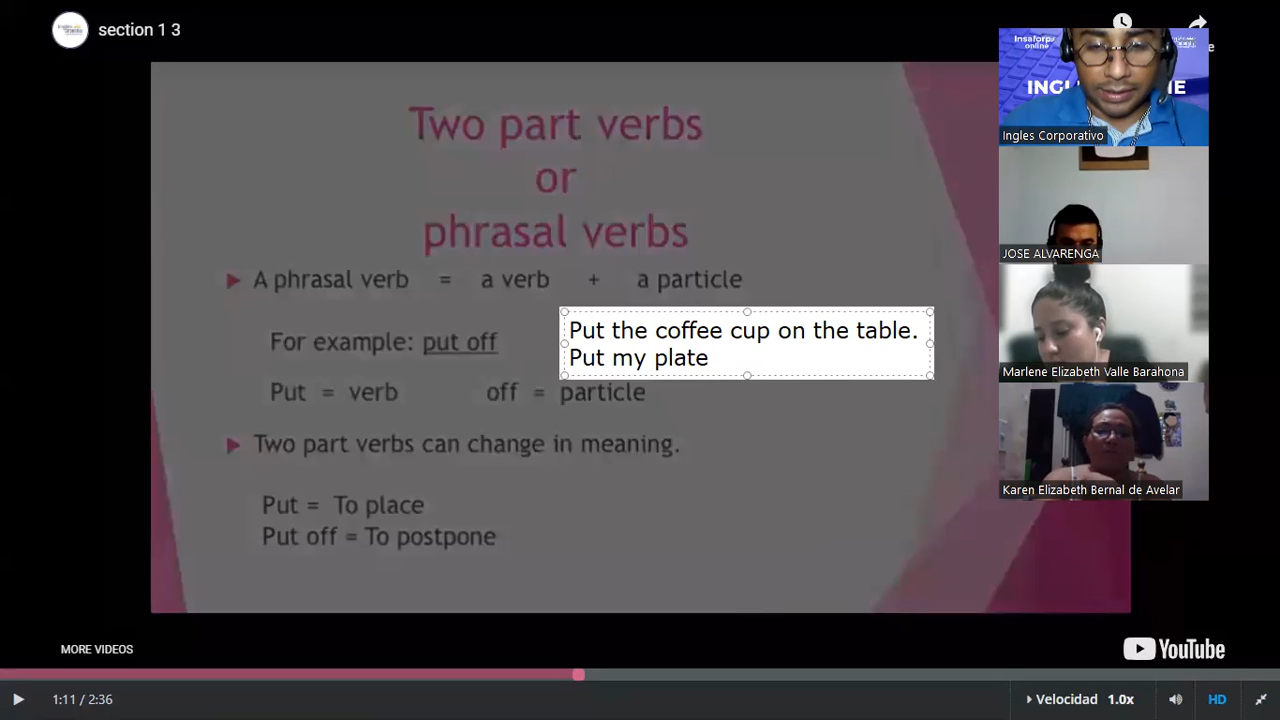 section 1 3
Two part verbs
or
phrasal verbs
A phrasal verb = a verb + a particle
For example: put off
Put the coffee cup on the table.
Put my plate
Put = verb off = particle
Two part verbs can change in meaning.
Put = To place
Put off = To postpone
Insaforp
online
Ingles Corporativo
JOSE ALVARENGA
Marlene Elizabeth Valle Barahona
Karen Elizabeth Bernal de Avelar
MORE VIDEOS
YouTube
1:11 / 2:36
Velocidad 1.0x
HD